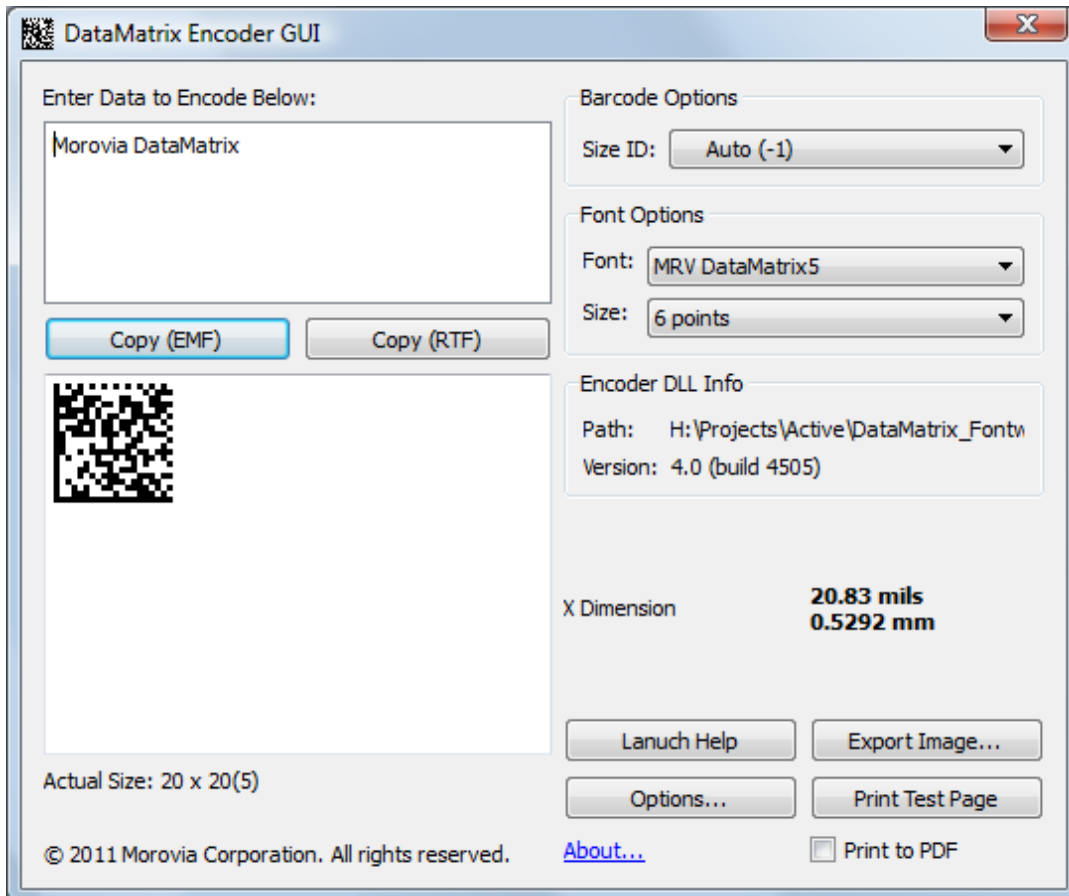 DataMatrix Encoder GUI
Enter Data to Encode Below:
Morovia DataMatrix
Copy (EMF)
Copy (RTF)
Actual Size: 20 x 20(5)
© 2011 Morovia Corporation. All rights reserved.
Barcode Options
Size ID: Auto (-1)
Font Options
Font: MRV DataMatrix5
Size: 6 points
Encoder DLL Info
Path: H:\Projects\Active\DataMatrix_Fontw
Version: 4.0 (build 4505)
X Dimension
20.83 mils
0.5292 mm
Lanuch Help
Export Image...
Options...
Print Test Page
About...
Print to PDF